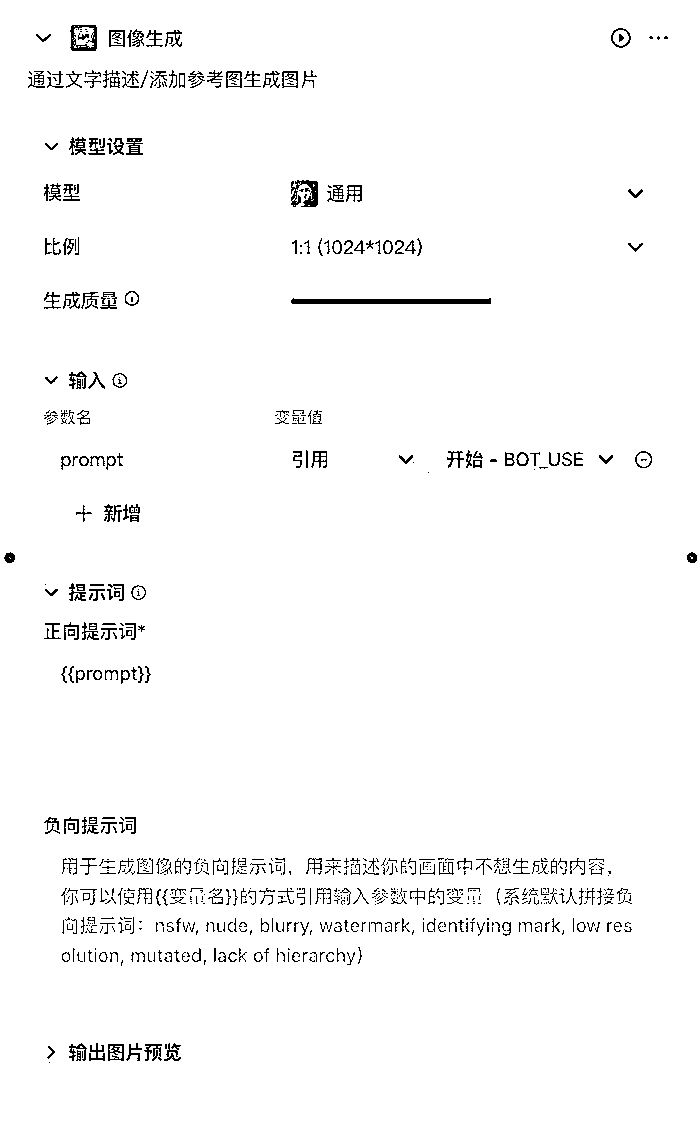 图像生成
通过文字描述/添加参考图生成图片
模型设置
模型 通用
比例 1:1 (1024*1024)
生成质量
输入
参数名 变量值
prompt 引用 开始 - BOT_USE
+ 新增
提示词
正向提示词*
{{prompt}}
负向提示词
用于生成图像的负向提示词，用来描述你的画面中不想生成的内容，
你可以使用{{变量名}}的方式引用输入参数中的变量（系统默认拼接负
向提示词：nsfw, nude, blurry, watermark, identifying mark, low res
olution, mutated, lack of hierarchy)
输出图片预览